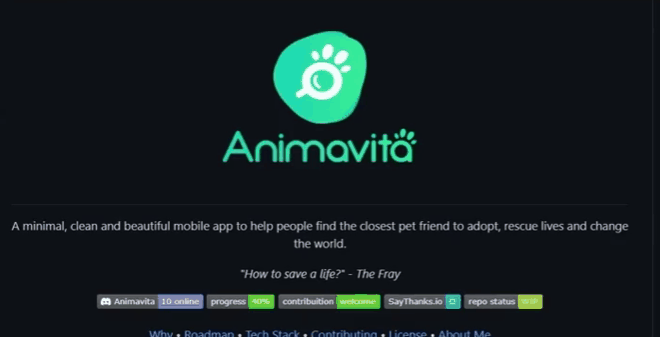 Animavita
A minimal, clean and beautiful mobile app to help people find the closest pet friend to adopt, rescue lives and change
the world.
"How to save a life?" - The Fray
Animavita 10 online progress 40% contribuition welcome SayThanks.io repo status WIP
Why • Roadmap • Tech Stack • Contributing • License • About Me